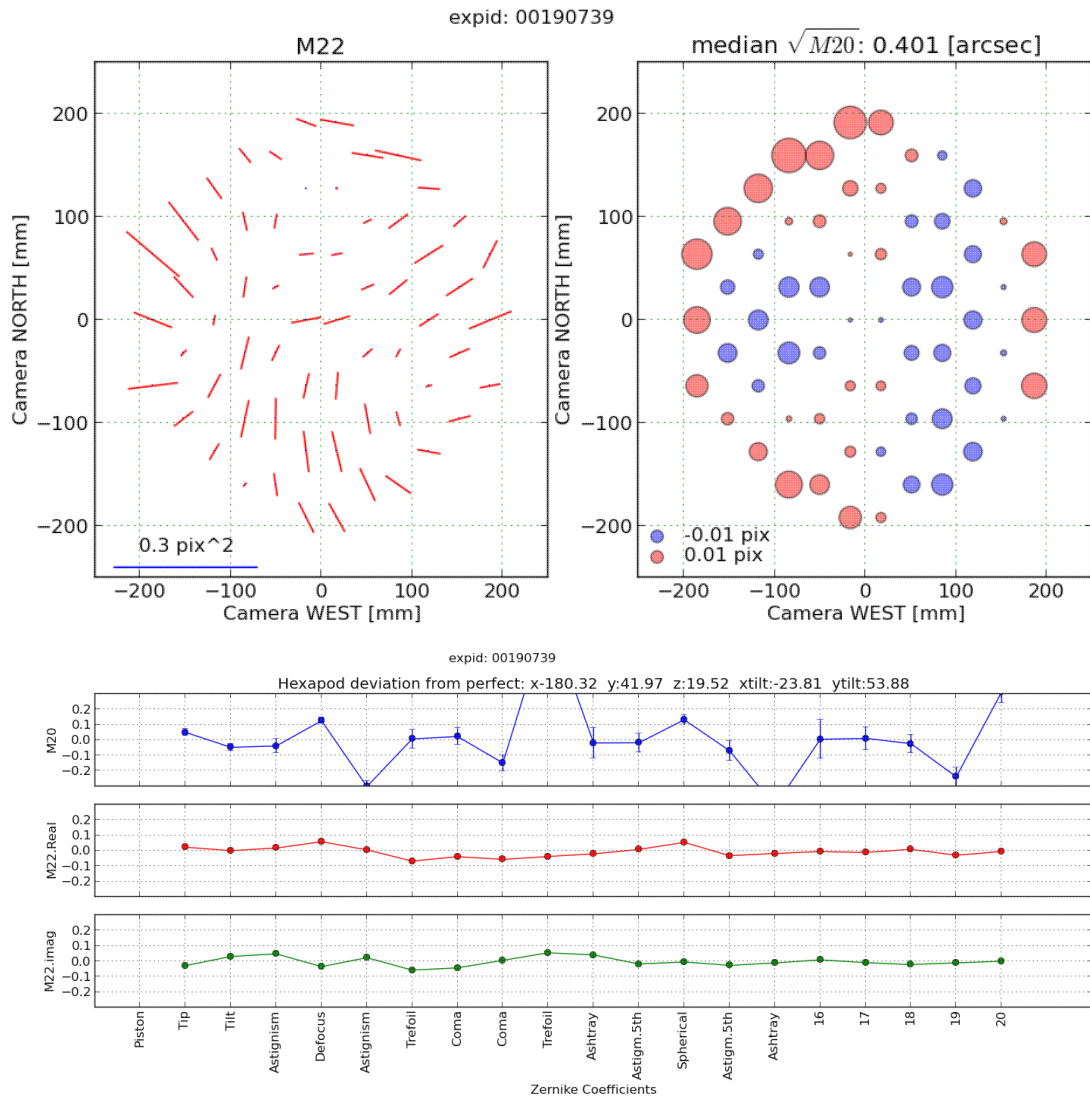 expid: 00190739
M22
median √M20: 0.401 [arcsec]
Camera NORTH [mm]
200
100
0
−100
−200
0.3 pix^2
−200 −100 0 100 200
Camera WEST [mm]
Camera NORTH [mm]
200
100
0
−100
−200
-0.01 pix
0.01 pix
−200 −100 0 100 200
Camera WEST [mm]
expid: 00190739
Hexapod deviation from perfect: x-180.32 y:41.97 z:19.52 xtilt:-23.81 ytilt:53.88
M20
0.2
0.1
0.0
−0.1
−0.2
M22.Real
0.2
0.1
0.0
−0.1
−0.2
M22.imag
0.2
0.1
0.0
−0.1
−0.2
Piston
Tip
Tilt
Astignism
Defocus
Astignism
Trefoil
Coma
Coma
Trefoil
Ashtray
Astigm.5th
Spherical
Astigm.5th
Ashtray
16
17
18
19
20
Zernike Coefficients